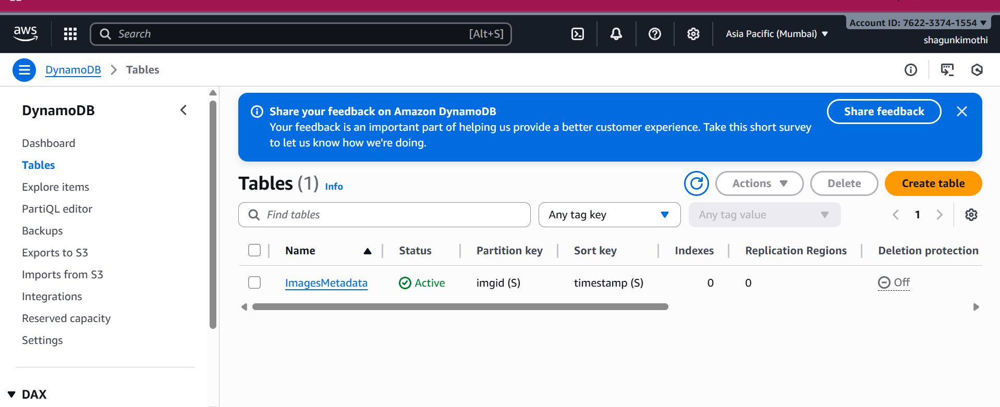 aws
Search
[Alt+S]
Asia Pacific (Mumbai)
Account ID: 7622-3374-1554
shagunkimothi
DynamoDB
Tables
DynamoDB
Dashboard
Tables
Explore items
PartiQL editor
Backups
Exports to S3
Imports from S3
Integrations
Reserved capacity
Settings
DAX
Share your feedback on Amazon DynamoDB
Your feedback is an important part of helping us provide a better customer experience. Take this short survey
to let us know how we're doing.
Share feedback
Tables (1) Info
Actions
Delete
Create table
Find tables
Any tag key
Any tag value
1
Name Status Partition key Sort key Indexes Replication Regions Deletion protection
ImagesMetadata Active imgid (S) timestamp (S) 0 0 Off